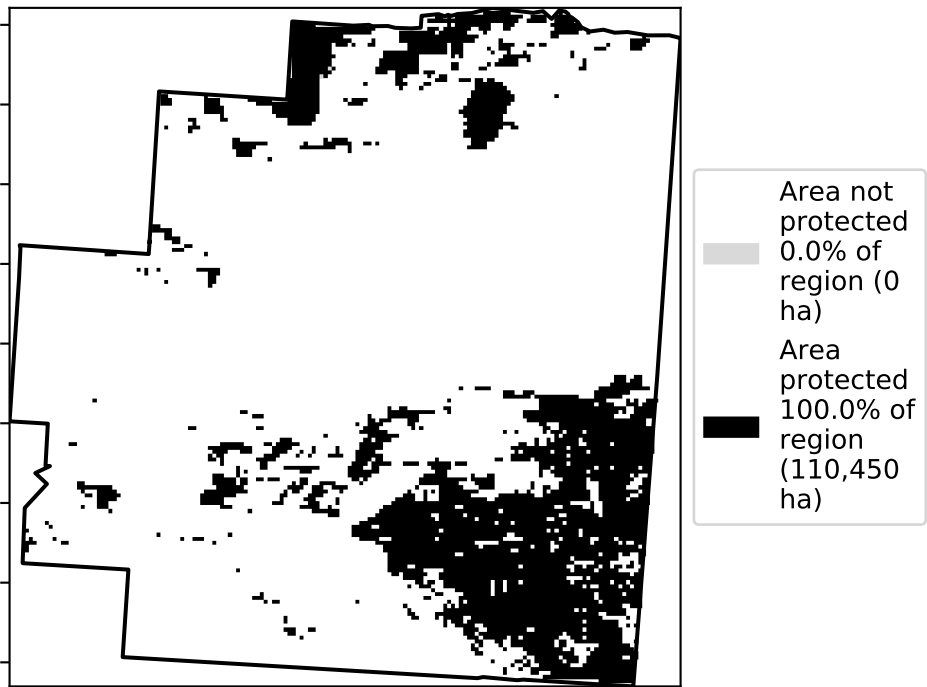 Area not
protected
0.0% of
region (0
ha)
Area
protected
100.0% of
region
(110,450
ha)